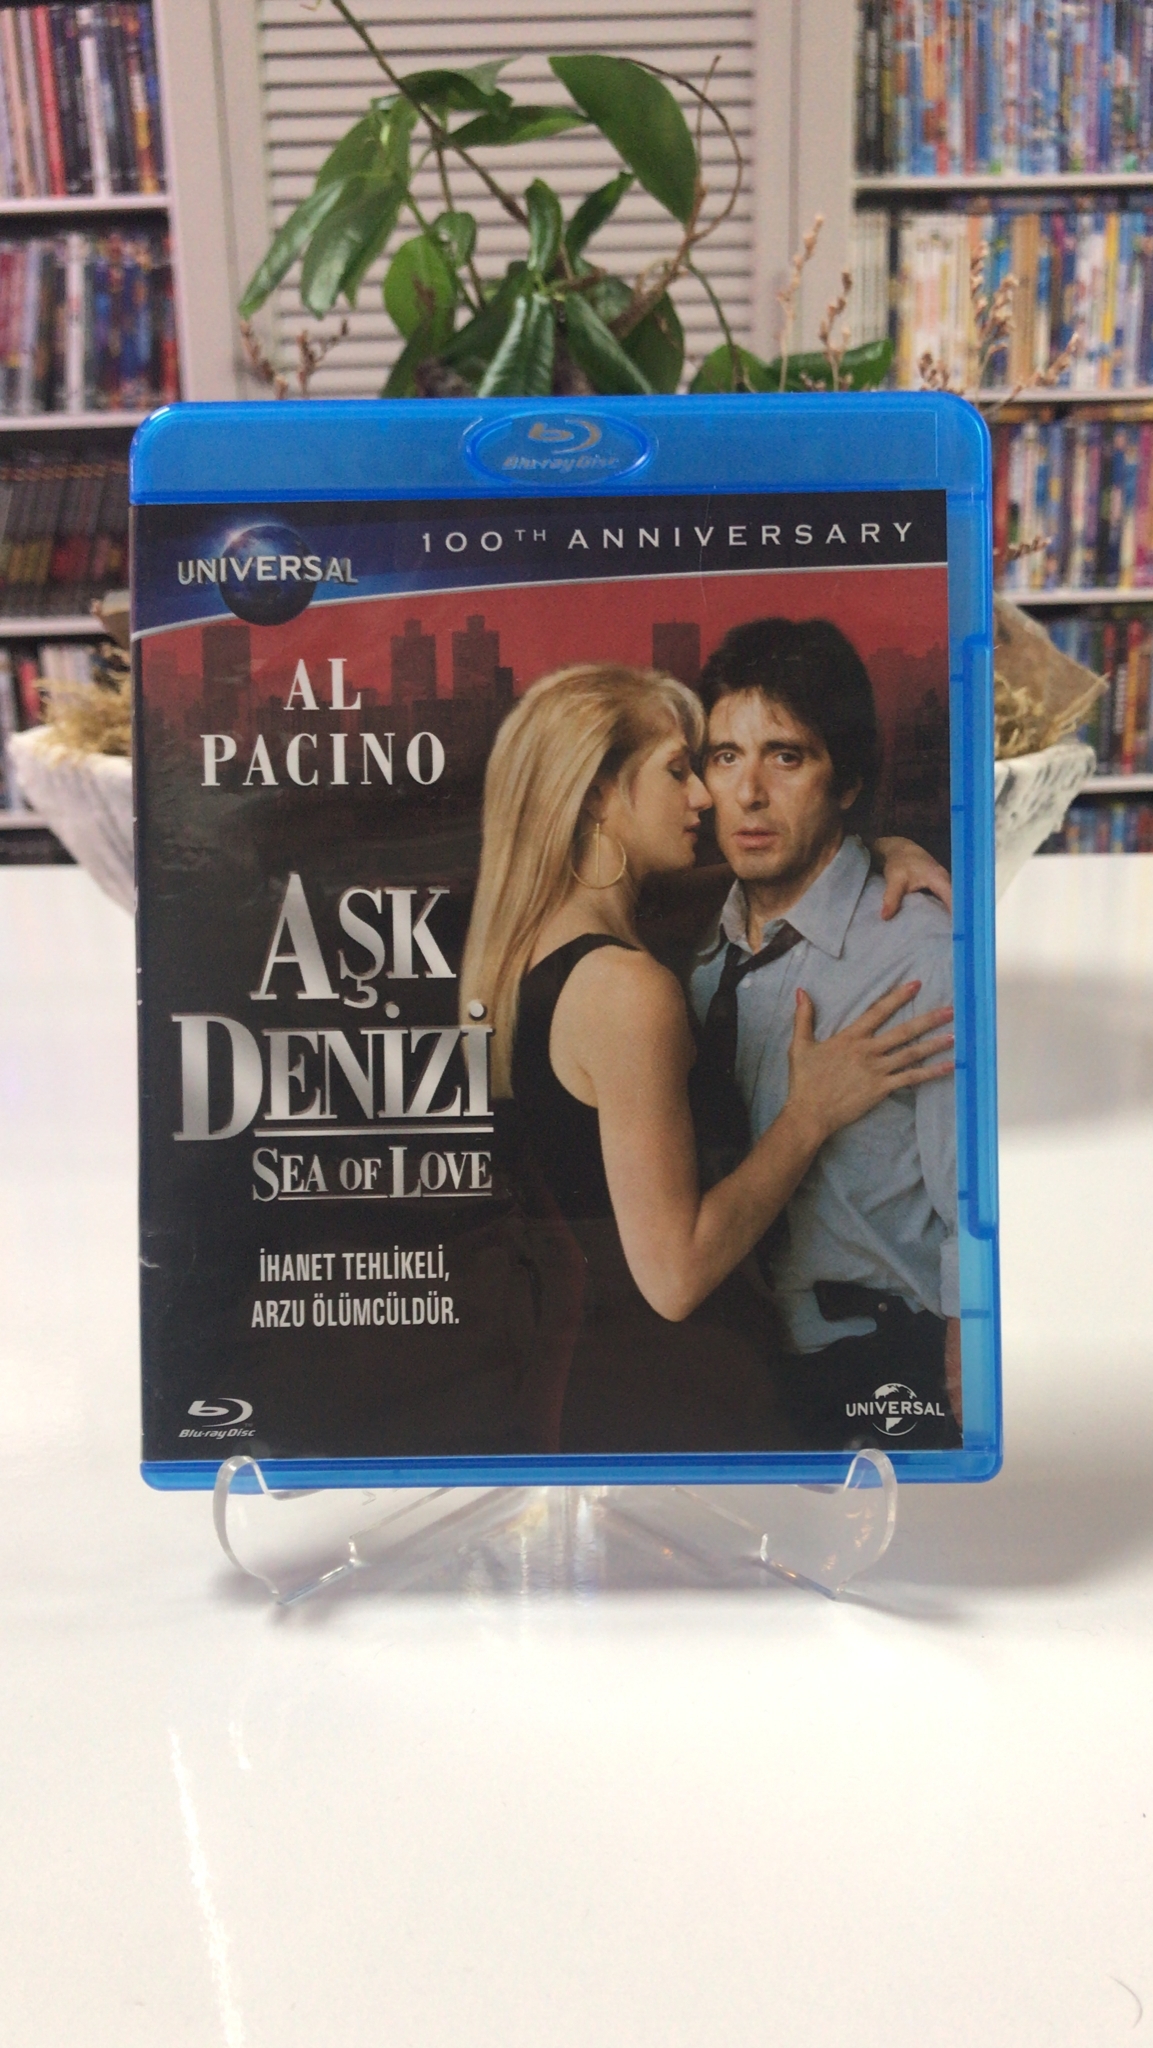 Blu-ray Disc
UNIVERSAL
100TH ANNIVERSARY
AL
PACINO
AŞK
DENİZİ
SEA OF LOVE
İHANET TEHLİKELİ,
ARZU ÖLÜMCÜLDÜR.
Blu-ray Disc
UNIVERSAL